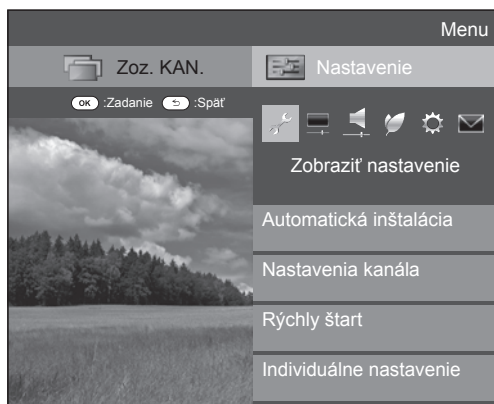 Menu
Zoz. KAN.
Nastavenie
OK :Zadanie :Späť
Zobraziť nastavenie
Automatická inštalácia
Nastavenia kanála
Rýchly štart
Individuálne nastavenie